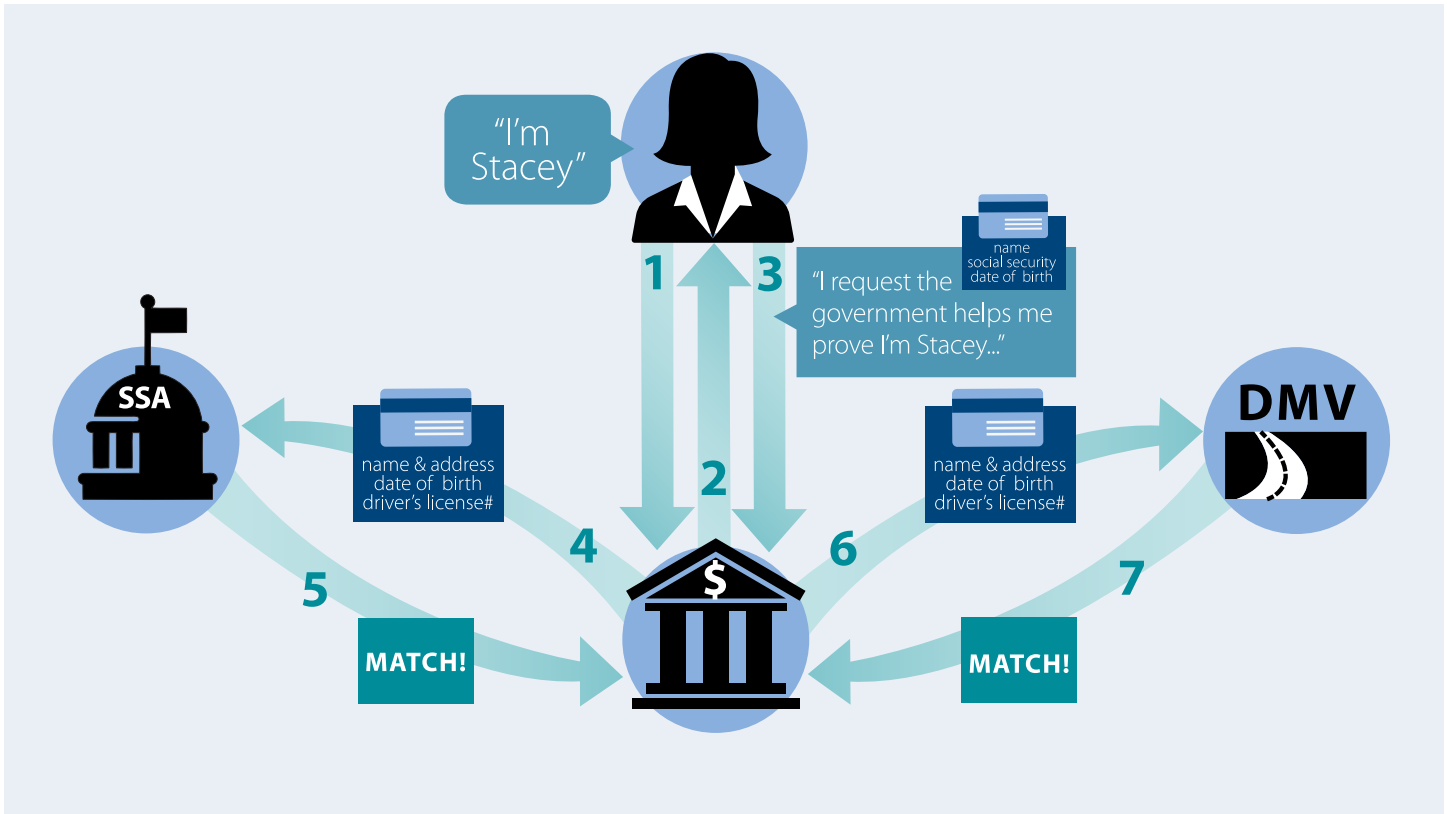 “I’m
Stacey”
1
3
name
social security
date of birth
“I request the
government helps me
prove I’m Stacey...”
SSA
DMV
name & address
date of birth
driver’s license#
name & address
date of birth
driver’s license#
2
4
6
5
7
$
MATCH!
MATCH!